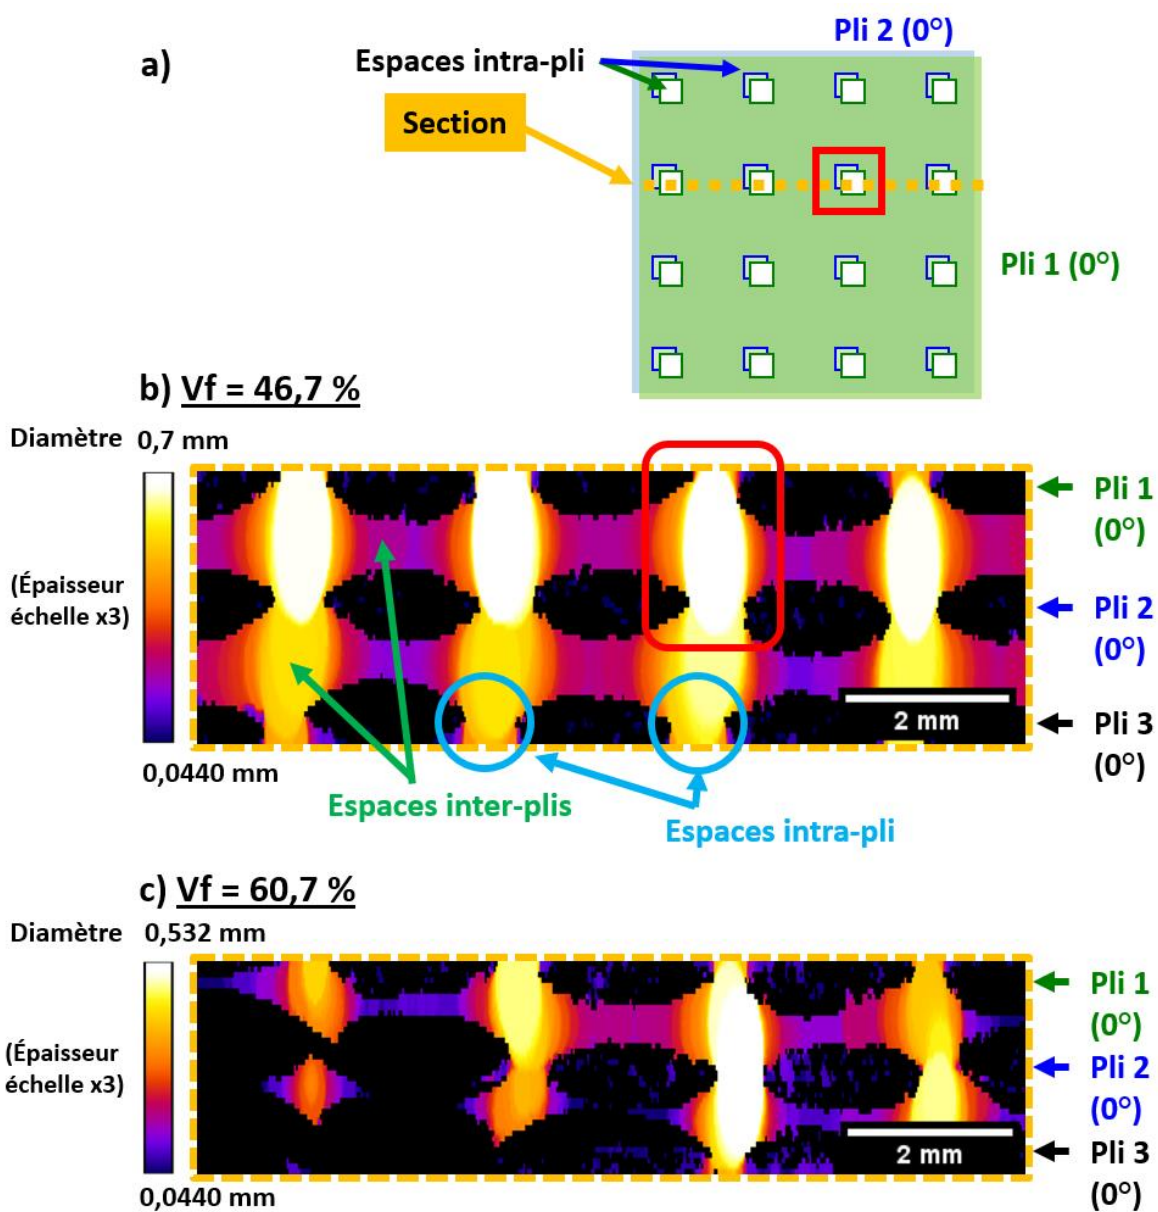 a)
Pli 2 (0°)
Espaces intra-pli
Section
Pli 1 (0°)
b) Vf = 46,7 %
Diamètre 0,7 mm
(Épaisseur
échelle x3)
0,0440 mm
Pli 1
(0°)
Pli 2
(0°)
Pli 3
(0°)
2 mm
Espaces inter-plis
Espaces intra-pli
c) Vf = 60,7 %
Diamètre 0,532 mm
(Épaisseur
échelle x3)
0,0440 mm
Pli 1
(0°)
Pli 2
(0°)
Pli 3
(0°)
2 mm